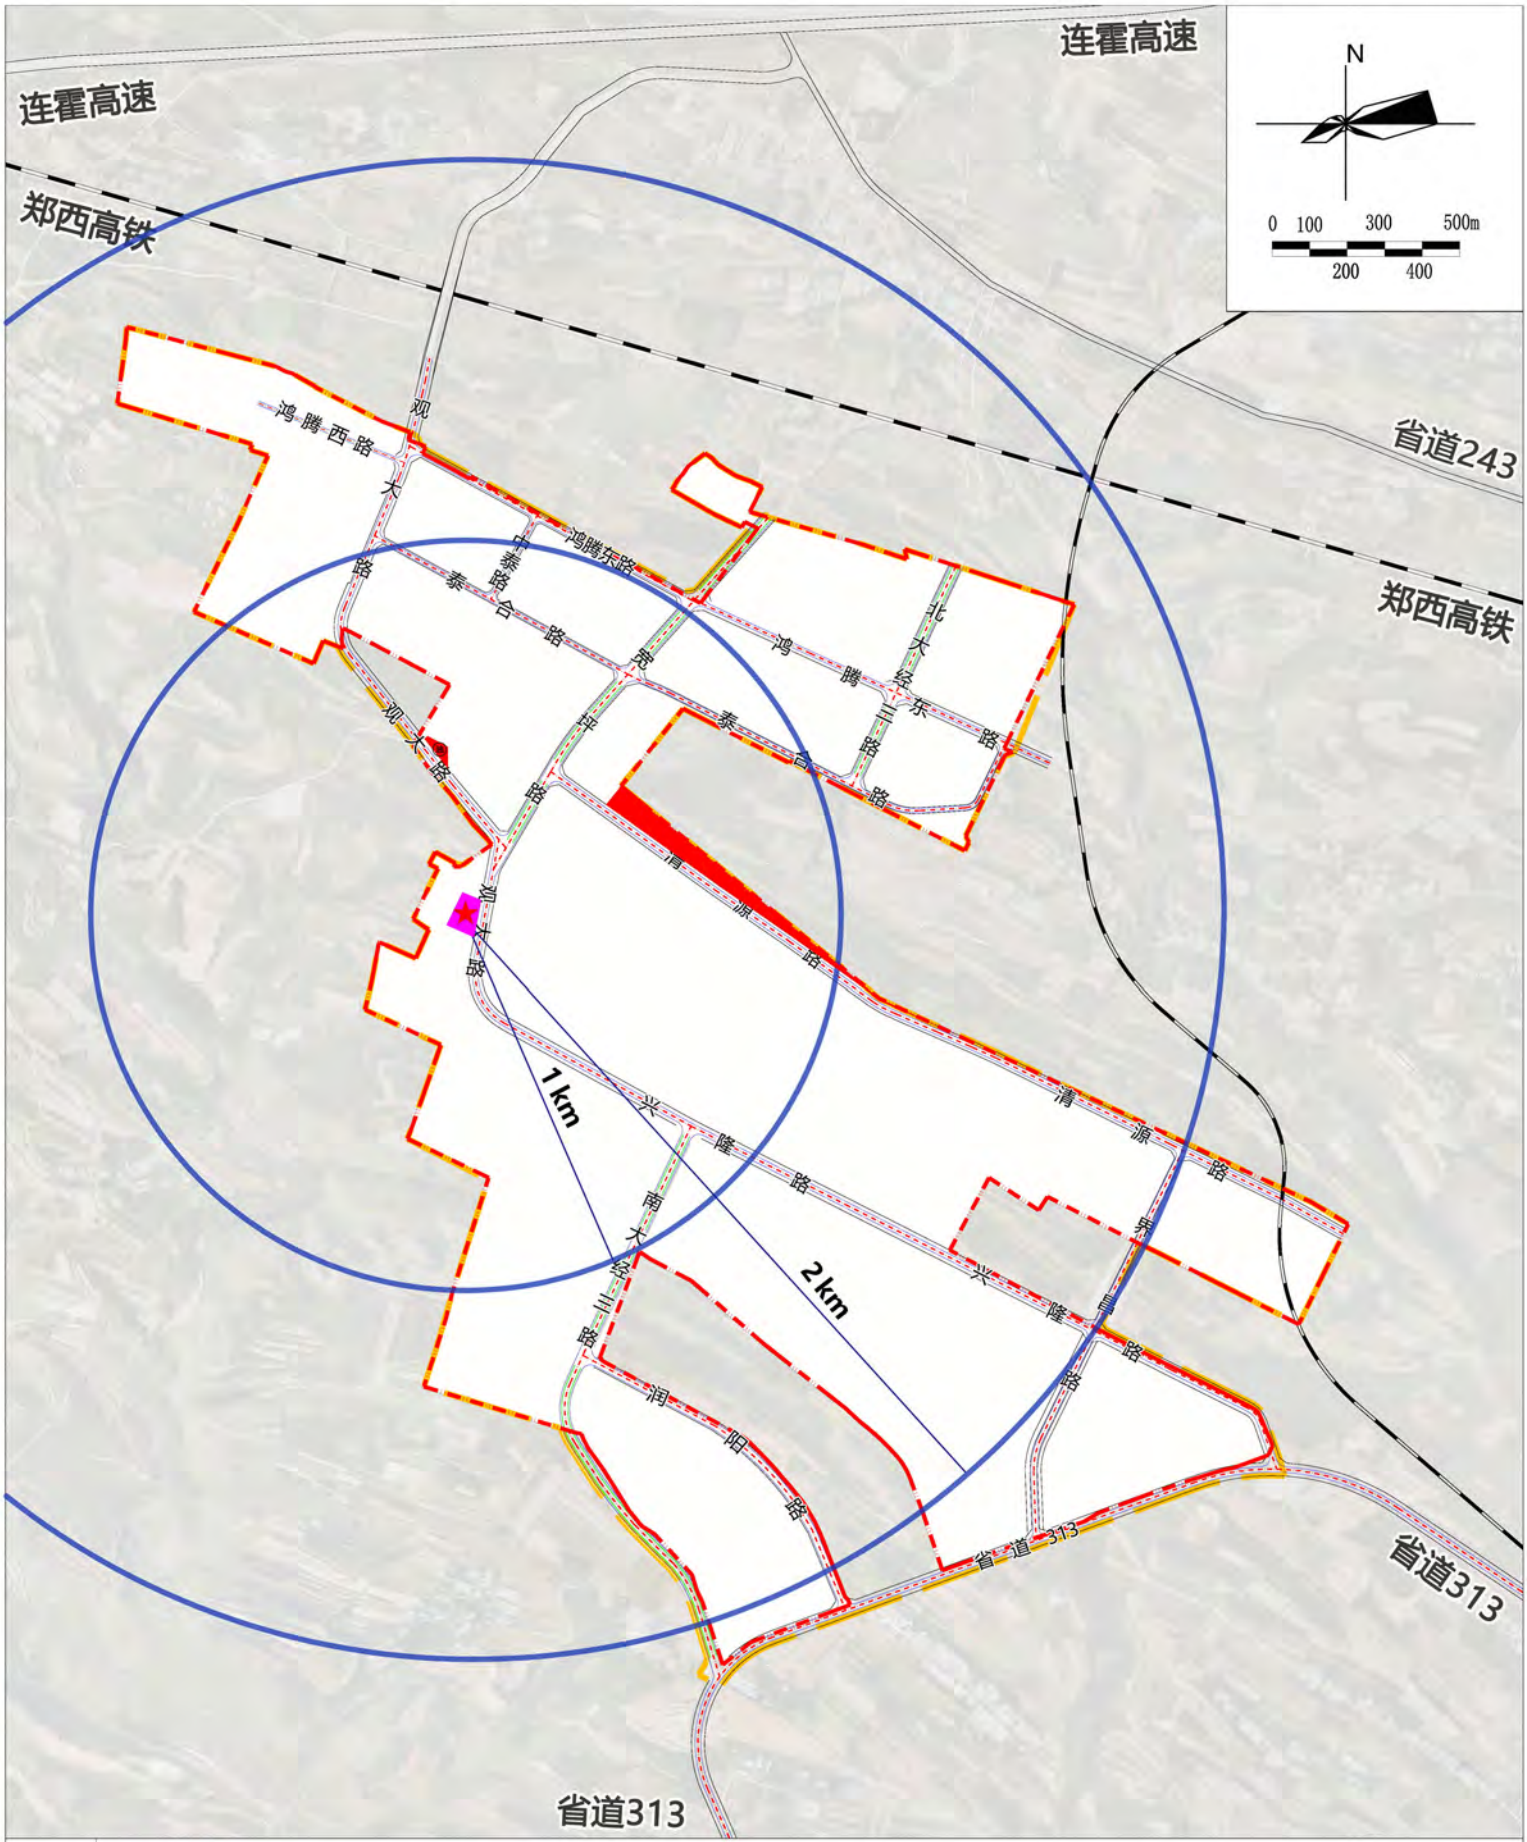 连霍高速
连霍高速
N
0 100 300 500m
200 400
郑西高铁
省道243
郑西高铁
鸿腾西路
观大路
中泰路
鸿腾东路
泰合路
宽坪路
北大经三路
鸿腾东路
泰合路
观大路
清源路
观大路
1 km
兴隆路
南大经三路
2 km
清源路
界昌路
兴隆路
润阳路
省道 313
省道313
省道313